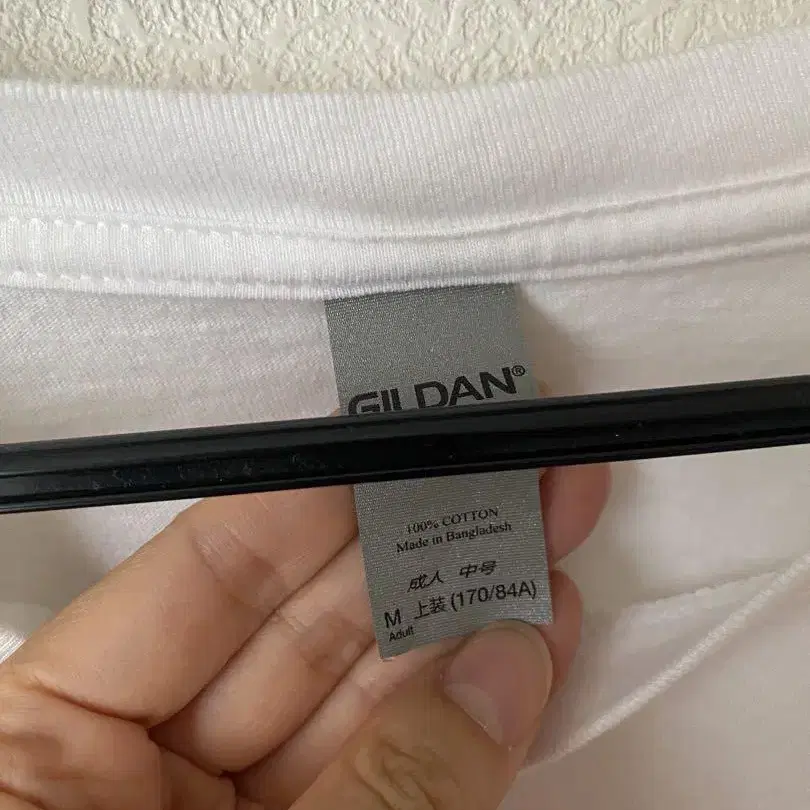 GILDAN®
100% COTTON
Made in Bangladesh
成人 中号
M 上装 (170/84A)
Adult